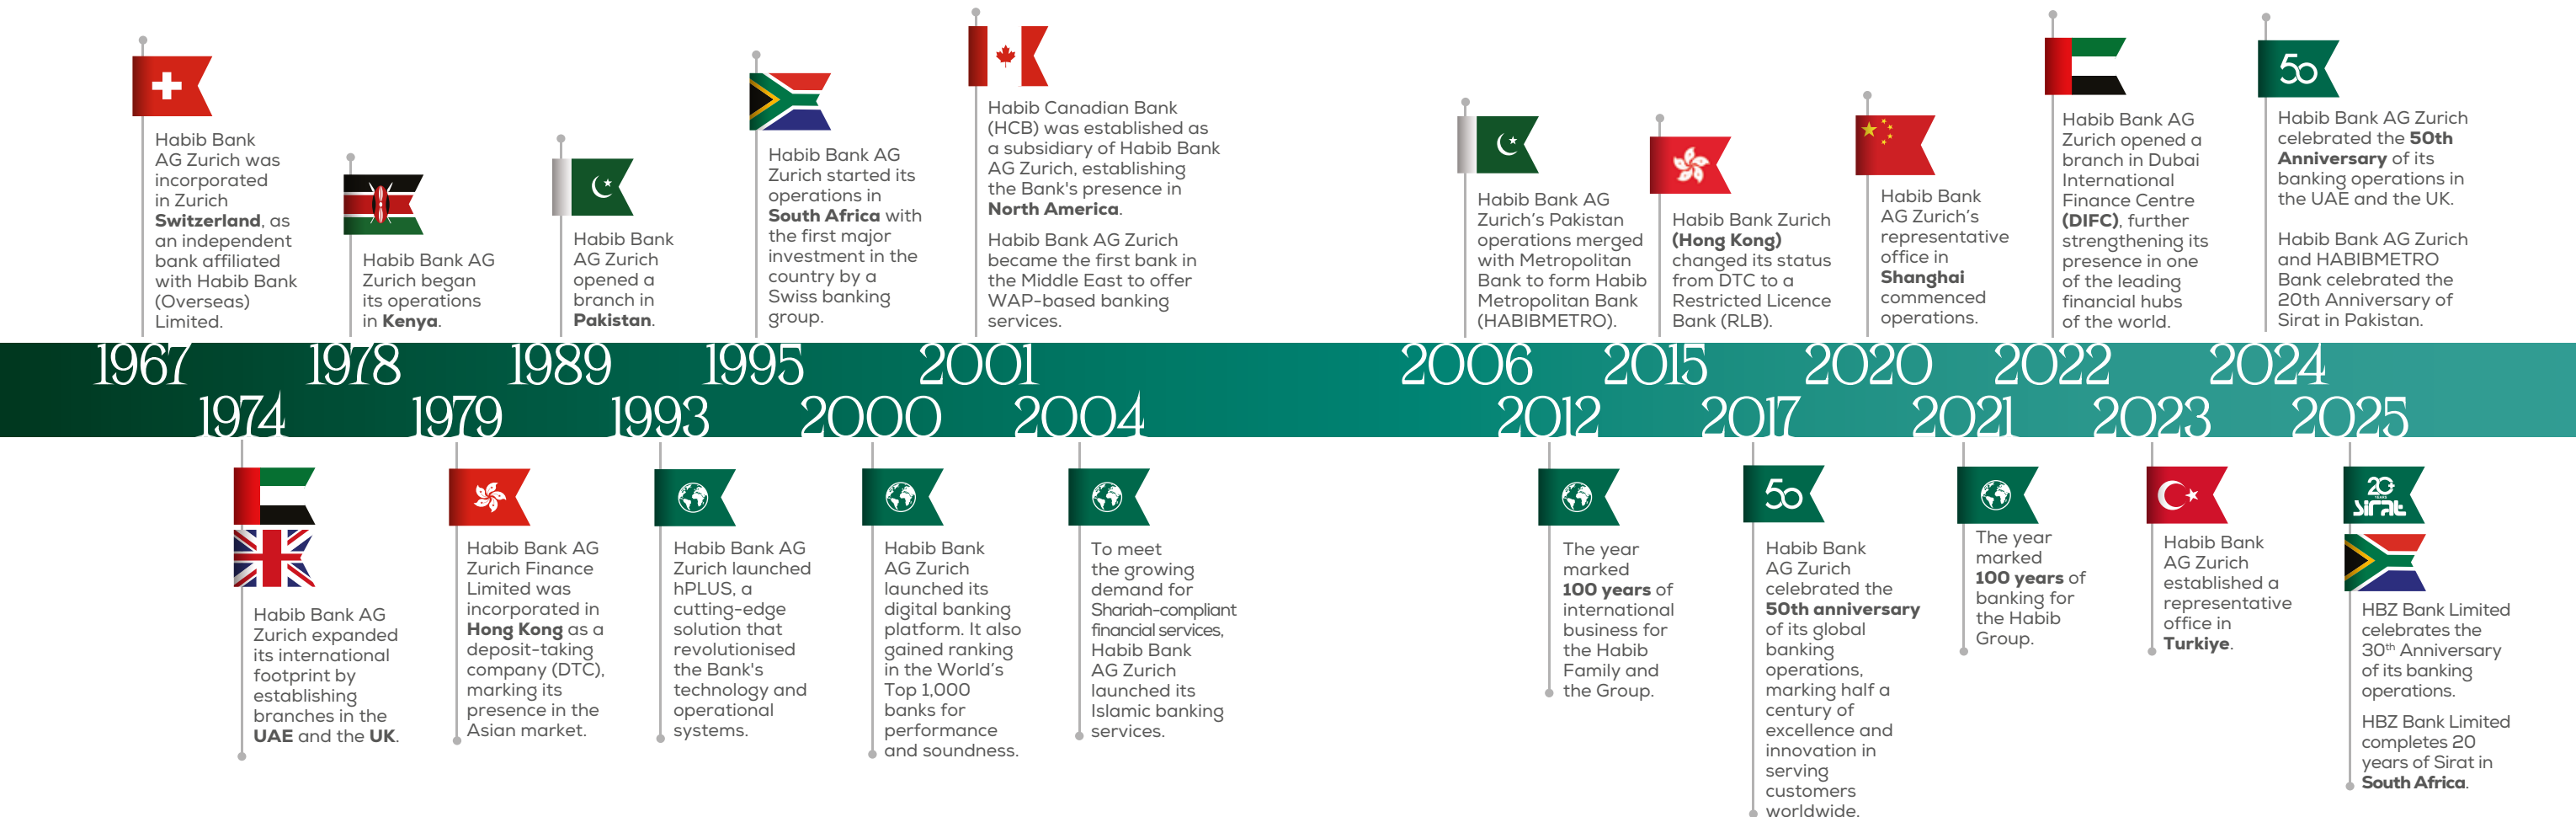 Habib Bank
AG Zurich was
incorporated
in Zurich
Switzerland, as
an independent
bank affiliated
with Habib Bank
(Overseas)
Limited.
1967
1974
Habib Bank AG
Zurich expanded
its international
footprint by
establishing
branches in the
UAE and the UK.
Habib Bank AG
Zurich began
its operations
in Kenya.
1978
1979
Habib Bank AG
Zurich Finance
Limited was
incorporated in
Hong Kong as a
deposit-taking
company (DTC),
marking its
presence in the
Asian market.
Habib Bank
AG Zurich
opened a
branch in
Pakistan.
1989
1993
Habib Bank AG
Zurich launched
hPLUS, a
cutting-edge
solution that
revolutionised
the Bank's
technology and
operational
systems.
Habib Bank AG
Zurich started its
operations in
South Africa with
the first major
investment in the
country by a
Swiss banking
group.
1995
2000
Habib Bank
AG Zurich
launched its
digital banking
platform. It also
gained ranking
in the World's
Top 1,000
banks for
performance
and soundness.
Habib Canadian Bank
(HCB) was established as
a subsidiary of Habib Bank
AG Zurich, establishing
the Bank's presence in
North America.
Habib Bank AG Zurich
became the first bank in
the Middle East to offer
WAP-based banking
services.
2001
2004
To meet
the growing
demand for
Shariah-compliant
financial services,
Habib Bank
AG Zurich
launched its
Islamic banking
services.
Habib Bank AG
Zurich's Pakistan
operations merged
with Metropolitan
Bank to form Habib
Metropolitan Bank
(HABIBMETRO).
2006
2012
The year
marked
100 years of
international
business for
the Habib
Family and
the Group.
Habib Bank Zurich
(Hong Kong)
changed its status
from DTC to a
Restricted Licence
Bank (RLB).
2015
2017
50
Habib Bank
AG Zurich
celebrated the
50th anniversary
of its global
banking
operations,
marking half a
century of
excellence and
innovation in
serving
customers
worldwide.
Habib Bank
AG Zurich's
representative
office in
Shanghai
commenced
operations.
2020
2021
The year
marked
100 years of
banking for
the Habib
Group.
Habib Bank AG
Zurich opened a
branch in Dubai
International
Finance Centre
(DIFC), further
strengthening its
presence in one
of the leading
financial hubs
of the world.
2022
2023
Habib Bank
AG Zurich
established a
representative
office in
Turkiye.
50
Habib Bank AG Zurich
celebrated the 50th
Anniversary of its
banking operations in
the UAE and the UK.
Habib Bank AG Zurich
and HABIBMETRO
Bank celebrated the
20th Anniversary of
Sirat in Pakistan.
2024
2025
20
YEARS
sirat
HBZ Bank Limited
celebrates the
30th Anniversary
of its banking
operations.
HBZ Bank Limited
completes 20
years of Sirat in
South Africa.